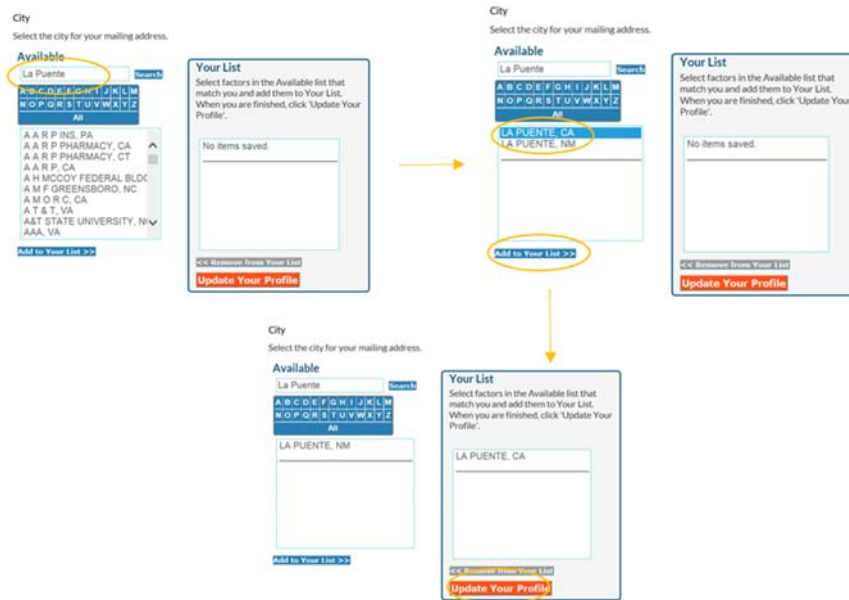 City
Select the city for your mailing address.
Available
La Puente
Search
A B C D E F G H I J K L M
N O P Q R S T U V W X Y Z
All
A A R P INS, PA
A A R P PHARMACY, CA
A A R P PHARMACY, CT
A A R P, CA
A H MCCOY FEDERAL BLDG
A M F GREENSBORO, NC
A M O R C, CA
A T & T, VA
A&T STATE UNIVERSITY, N
AAA, VA
Add to Your List >>
Your List
Select factors in the Available list that
match you and add them to Your List.
When you are finished, click 'Update Your
Profile'.
No items saved.
<< Remove from Your List
Update Your Profile
City
Select the city for your mailing address.
Available
La Puente
Search
A B C D E F G H I J K L M
N O P Q R S T U V W X Y Z
All
LA PUENTE, CA
LA PUENTE, NM
Add to Your List >>
Your List
Select factors in the Available list that
match you and add them to Your List.
When you are finished, click 'Update Your
Profile'.
No items saved.
<< Remove from Your List
Update Your Profile
City
Select the city for your mailing address.
Available
La Puente
Search
A B C D E F G H I J K L M
N O P Q R S T U V W X Y Z
All
LA PUENTE, NM
Add to Your List >>
Your List
Select factors in the Available list that
match you and add them to Your List.
When you are finished, click 'Update Your
Profile'.
LA PUENTE, CA
<< Remove from Your List
Update Your Profile